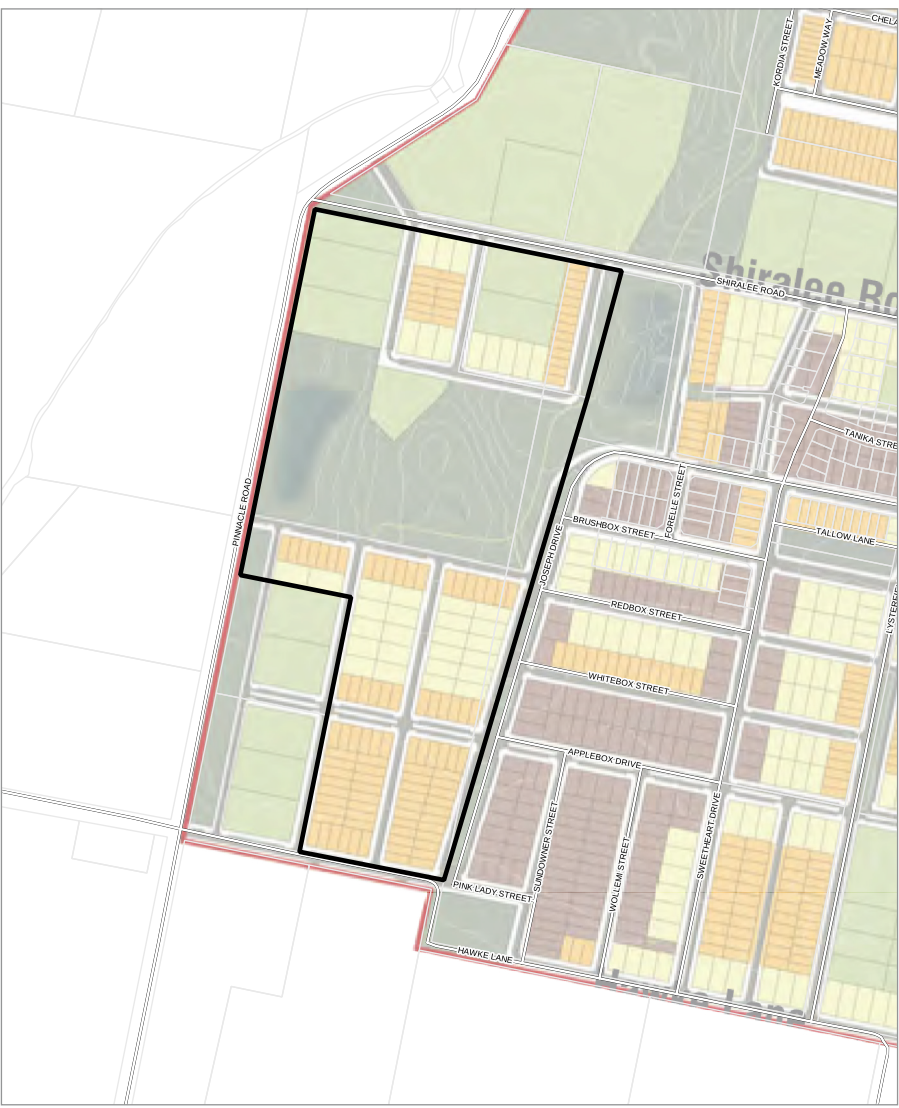 KORDIA STREET
MEADOW WAY
CHELA
Shiralee Ro
SHIRALEE ROAD
TANIKA STRE
PINNACLE ROAD
FORELLE STREET
BRUSHBOX STREET
TALLOW LANE
JOSEPH DRIVE
REDBOX STREET
LYSTERFI
WHITEBOX STREET
APPLEBOX DRIVE
SUNDOWNER STREET
WOLLEMI STREET
SWEETHEART DRIVE
PINK LADY STREET
HAWKE LANE
Lane